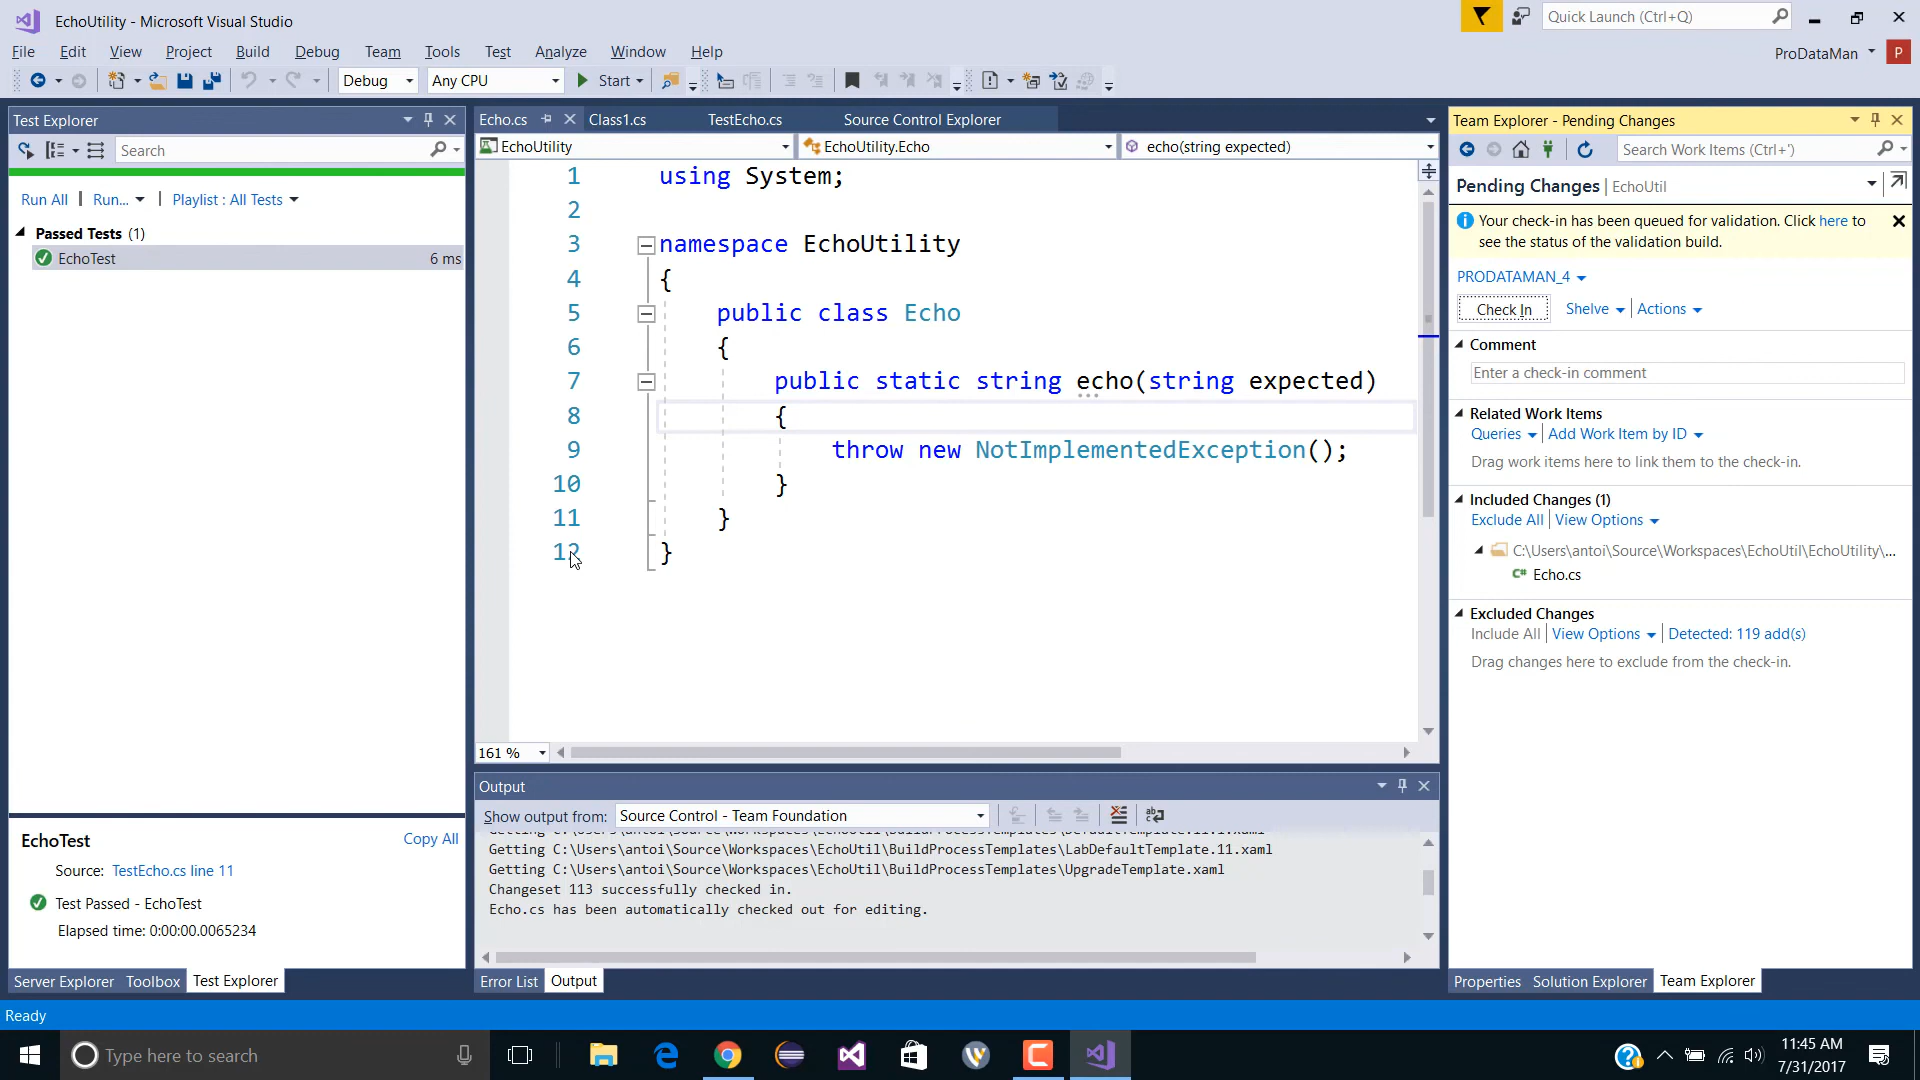 EchoUtility - Microsoft Visual Studio
Quick Launch (Ctrl+Q)
File Edit View Project Build Debug Team Tools Test Analyze Window Help
ProDataMan P
Debug Any CPU Start
Test Explorer
Search
Run All | Run... | Playlist : All Tests
Passed Tests (1)
EchoTest 6 ms
EchoTest Copy All
Source: TestEcho.cs line 11
Test Passed - EchoTest
Elapsed time: 0:00:00.0065234
Server Explorer Toolbox Test Explorer
Echo.cs Class1.cs TestEcho.cs Source Control Explorer
EchoUtility EchoUtility.Echo echo(string expected)
1 using System;
2
3 namespace EchoUtility
4 {
5 public class Echo
6 {
7 public static string echo(string expected)
8 {
9 throw new NotImplementedException();
10 }
11 }
12 }
161 %
Output
Show output from: Source Control - Team Foundation
Getting C:\Users\antoi\Source\Workspaces\EchoUtil\BuildProcessTemplates\DefaultTemplate.11.1.xaml
Getting C:\Users\antoi\Source\Workspaces\EchoUtil\BuildProcessTemplates\LabDefaultTemplate.11.xaml
Getting C:\Users\antoi\Source\Workspaces\EchoUtil\BuildProcessTemplates\UpgradeTemplate.xaml
Changeset 113 successfully checked in.
Echo.cs has been automatically checked out for editing.
Error List Output
Team Explorer - Pending Changes
Search Work Items (Ctrl+')
Pending Changes | EchoUtil
Your check-in has been queued for validation. Click here to
see the status of the validation build.
PRODATAMAN_4
Check In Shelve | Actions
Comment
Enter a check-in comment
Related Work Items
Queries | Add Work Item by ID
Drag work items here to link them to the check-in.
Included Changes (1)
Exclude All | View Options
C:\Users\antoi\Source\Workspaces\EchoUtil\EchoUtility\...
C# Echo.cs
Excluded Changes
Include All | View Options | Detected: 119 add(s)
Drag changes here to exclude from the check-in.
Properties Solution Explorer Team Explorer
Ready
Type here to search
11:45 AM
7/31/2017